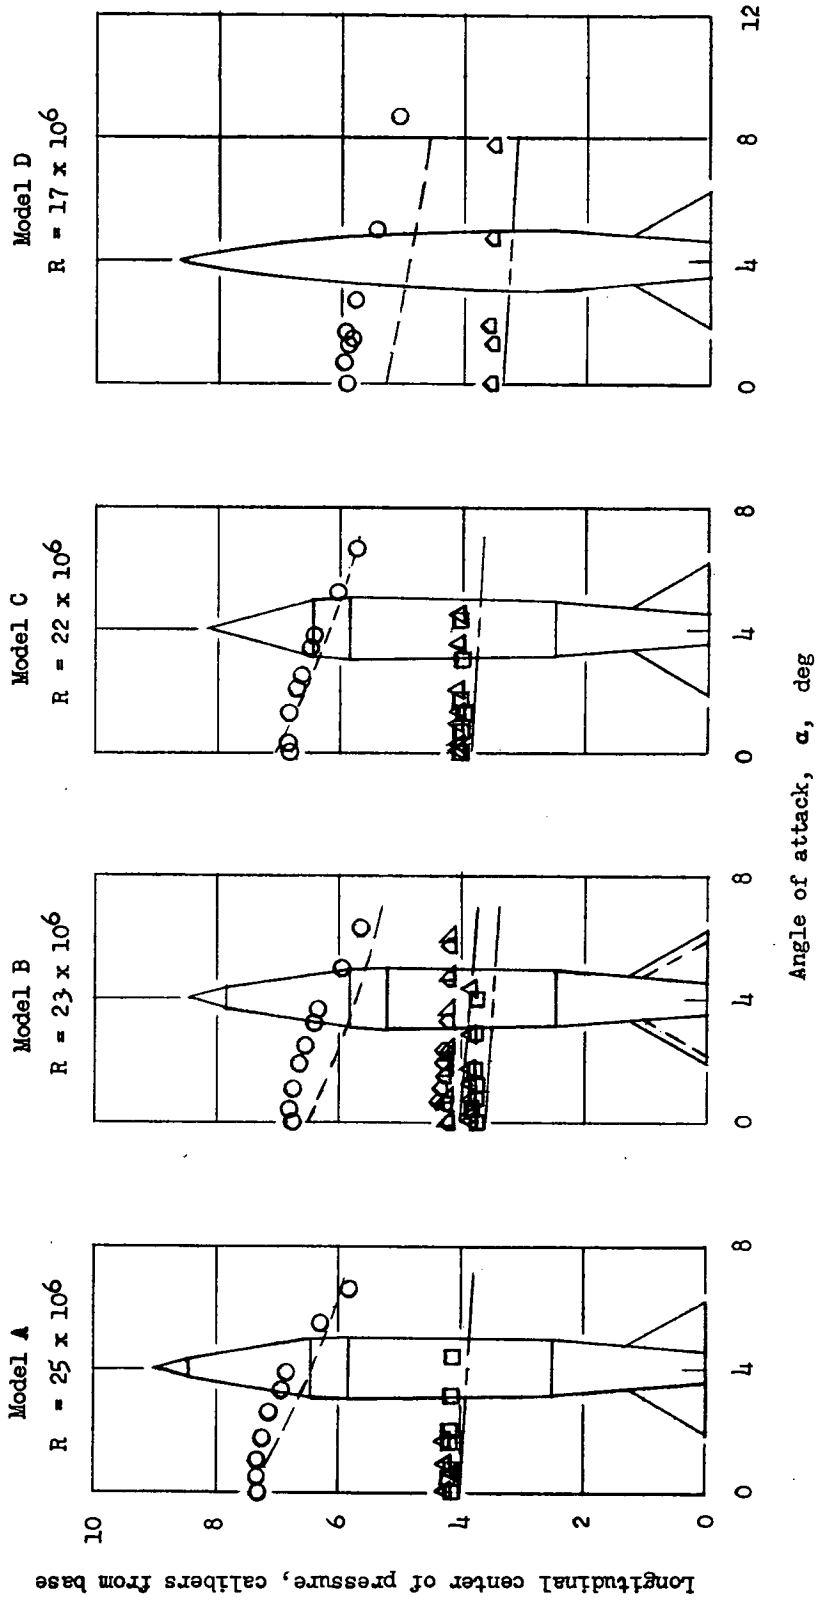 Model A
R = 25 x 10⁶
Model B
R = 23 x 10⁶
Model C
R = 22 x 10⁶
Model D
R = 17 x 10⁶
Longitudinal center of pressure, calibers from base
10
8
6
4
2
0
0 4 8
0 4 8
0 4 8
0 4 8 12
Angle of attack, α, deg